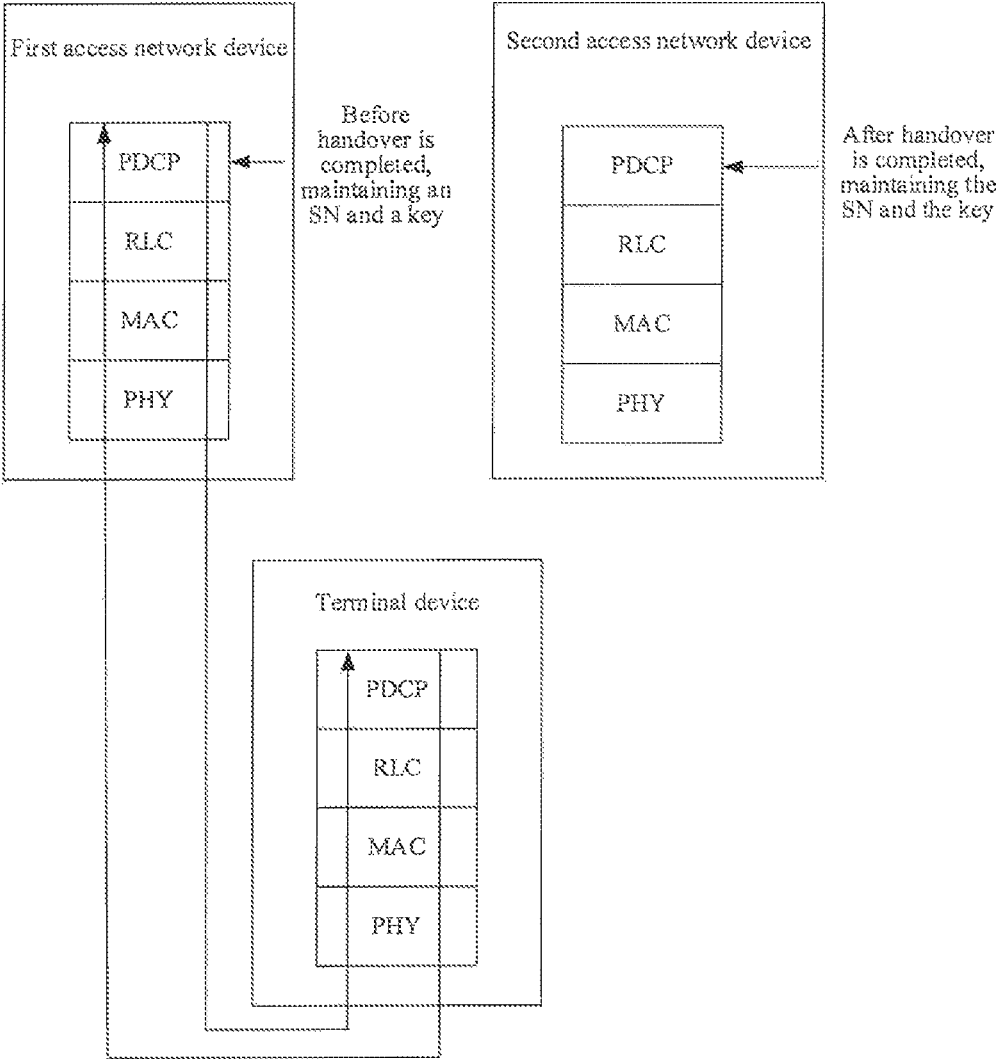 First access network device
PDCP
RLC
MAC
PHY
Before
handover is
completed,
maintaining an
SN and a key
Second access network device
PDCP
RLC
MAC
PHY
After handover
is completed,
maintaining the
SN and the key
Terminal device
PDCP
RLC
MAC
PHY